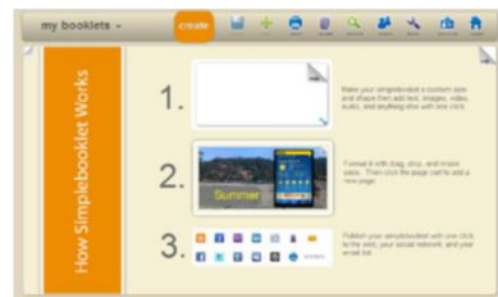 my booklets
create
How Simplebooklet Works
1.
Make your simplebooklet a custom size
and shape then add text, images, video,
audio, and anything else with one click.
2.
Summer
Format it with drag, drop, and resize
ease. Then click the page curl to add a
new page.
3.
Publish your simplebooklet with one click
to the web, your social network, and your
email list.